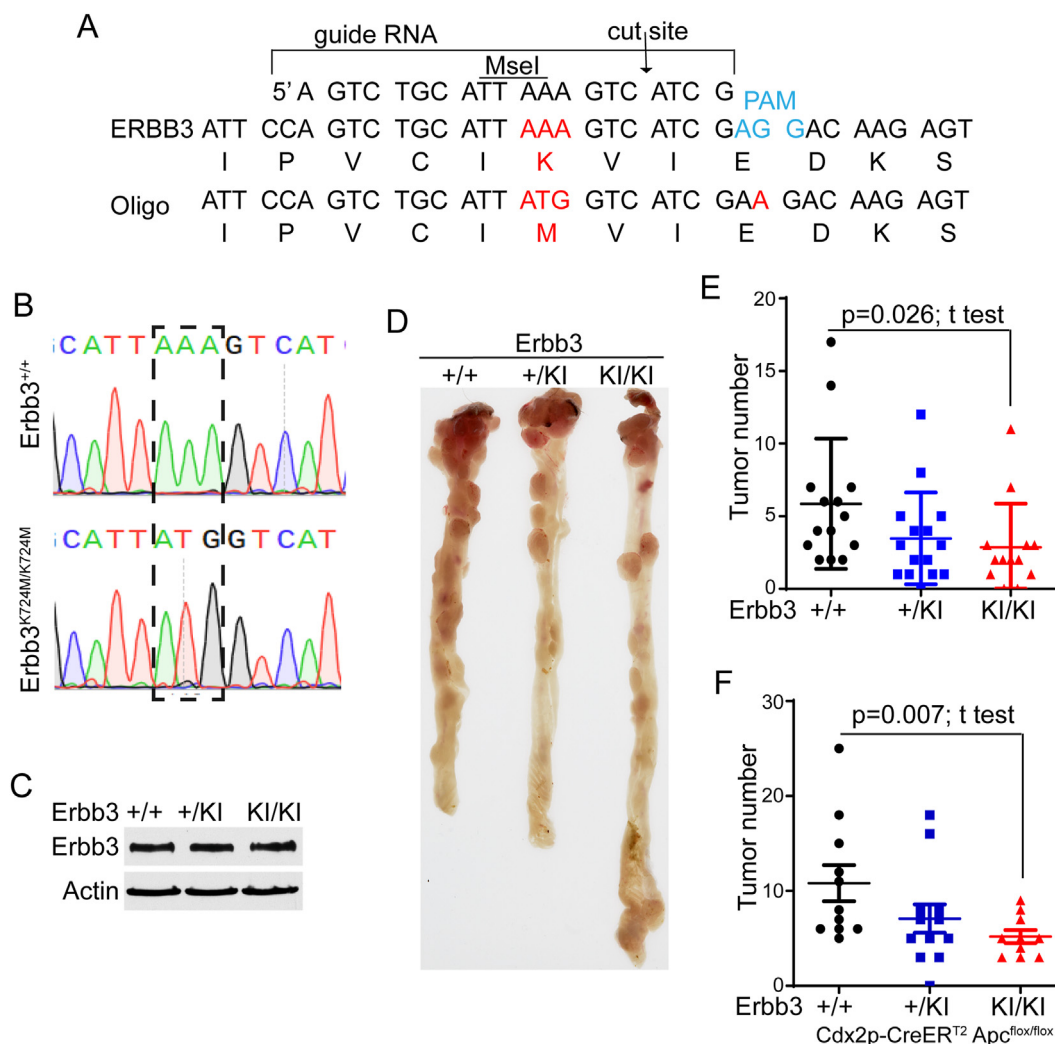 A
guide RNA
cut site
MseI
5' A GTC TGC ATT AAA GTC ATC G
PAM
ERBB3 ATT CCA GTC TGC ATT AAA GTC ATC GAG GAC AAG AGT
I P V C I K V I E D K S
Oligo ATT CCA GTC TGC ATT ATG GTC ATC GAA GACAAG AGT
I P V C I M V I E D K S
B
GCATT AAAGTCAT
Erbb3+/+
GCATTATGGTCAT
Erbb3K724M/K724M
C
Erbb3 +/+ +/KI KI/KI
Erbb3
Actin
D
Erbb3
+/+ +/KI KI/KI
E
p=0.026; t test
Tumor number
20
15
10
5
0
Erbb3 +/+ +/KI KI/KI
F
p=0.007; t test
Tumor number
30
20
10
0
Erbb3 +/+ +/KI KI/KI
Cdx2p-CreERT2 Apcflox/flox